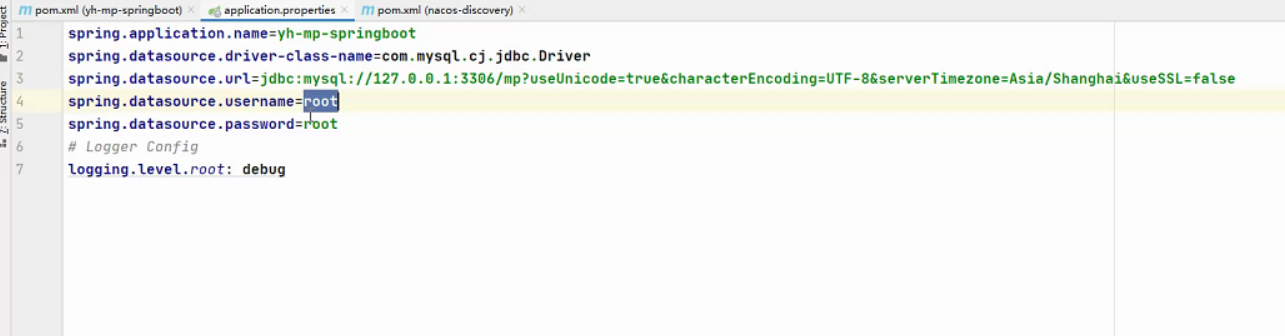 pom.xml (yh-mp-springboot) application.properties pom.xml (nacos-discovery)
1: Project
7: Structure
1 spring.application.name=yh-mp-springboot
2 spring.datasource.driver-class-name=com.mysql.cj.jdbc.Driver
3 spring.datasource.url=jdbc:mysql://127.0.0.1:3306/mp?useUnicode=true&characterEncoding=UTF-8&serverTimezone=Asia/Shanghai&useSSL=false
4 spring.datasource.username=root
5 spring.datasource.password=root
6 # Logger Config
7 logging.level.root: debug